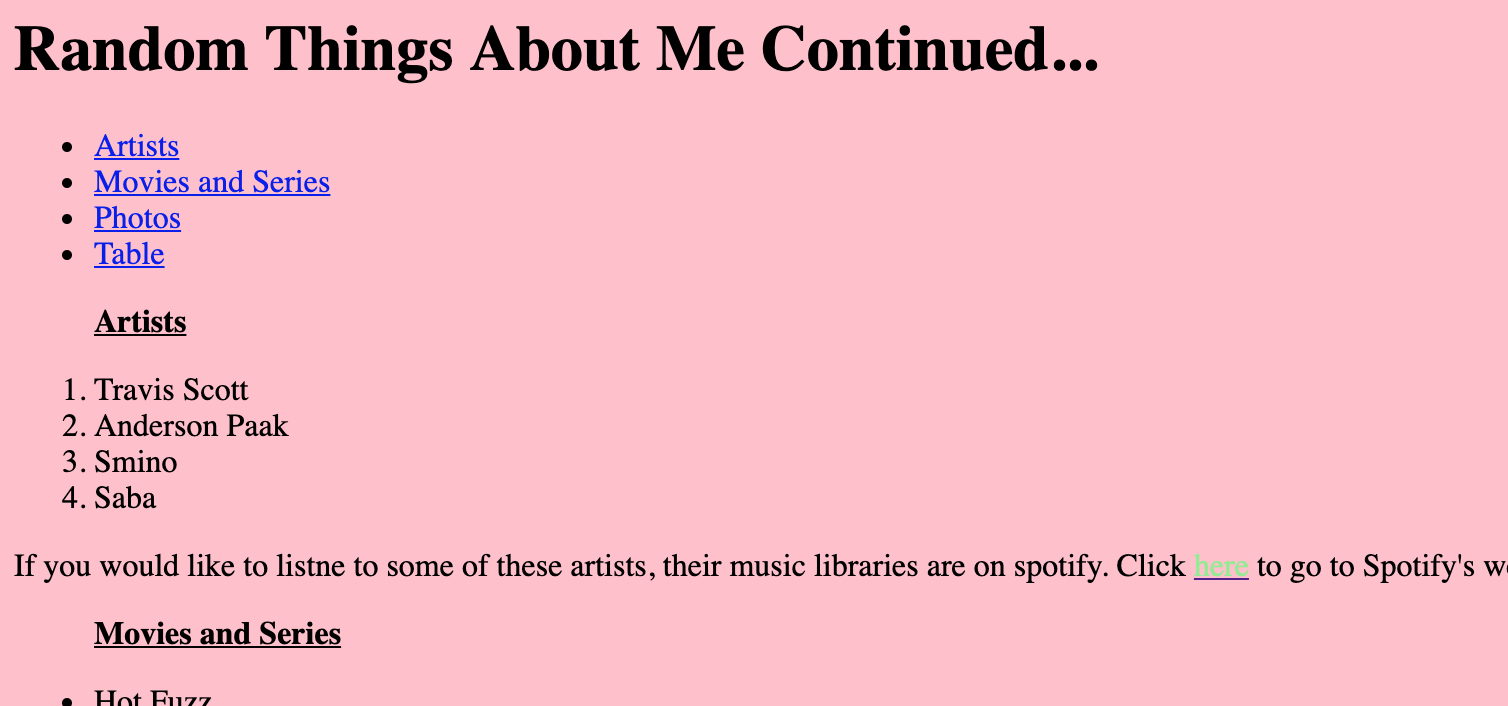 Random Things About Me Continued...
• Artists
• Movies and Series
• Photos
• Table
Artists
1. Travis Scott
2. Anderson Paak
3. Smino
4. Saba
If you would like to listne to some of these artists, their music libraries are on spotify. Click here to go to Spotify's
Movies and Series
• Hot Fuzz